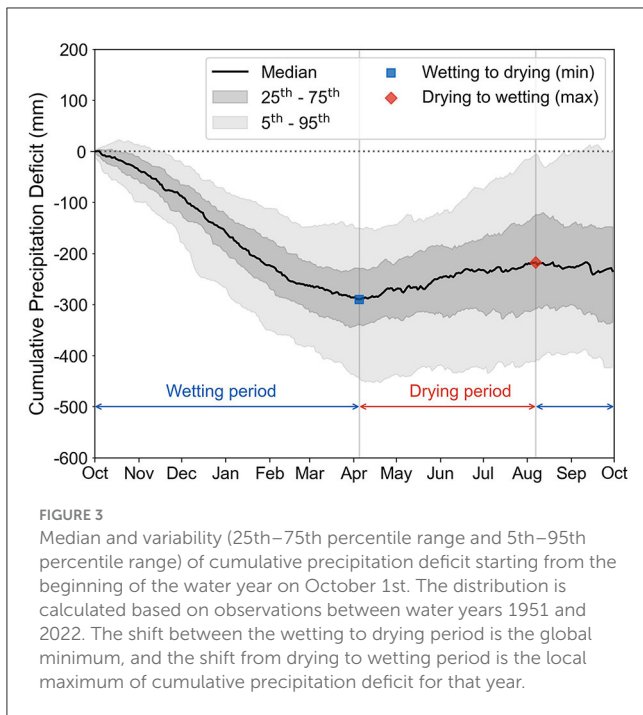 200
100
0
-100
-200
-300
-400
-500
-600
Cumulative Precipitation Deficit (mm)
Median
25th - 75th
5th - 95th
Wetting to drying (min)
Drying to wetting (max)
Wetting period
Drying period
Oct Nov Dec Jan Feb Mar Apr May Jun Jul Aug Sep Oct
FIGURE 3
Median and variability (25th–75th percentile range and 5th–95th
percentile range) of cumulative precipitation deficit starting from the
beginning of the water year on October 1st. The distribution is
calculated based on observations between water years 1951 and
2022. The shift between the wetting to drying period is the global
minimum, and the shift from drying to wetting period is the local
maximum of cumulative precipitation deficit for that year.